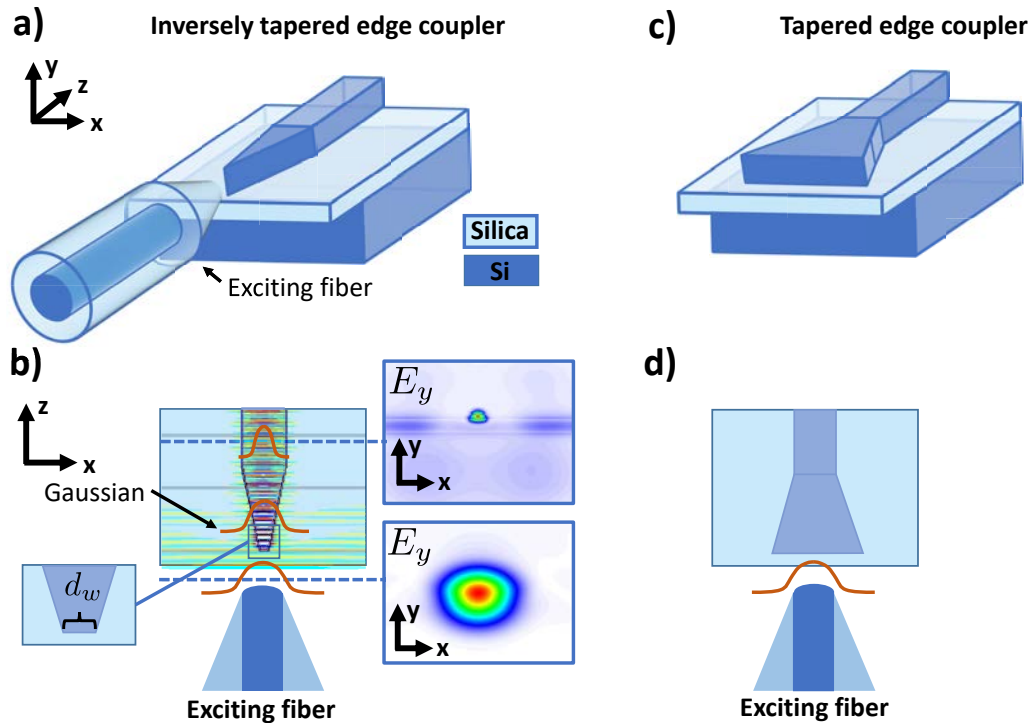 a)
Inversely tapered edge coupler
y
z
x
Silica
Si
Exciting fiber
c)
Tapered edge coupler
b)
z
x
Gaussian
d_w
E_y
y
x
E_y
y
x
Exciting fiber
d)
Exciting fiber